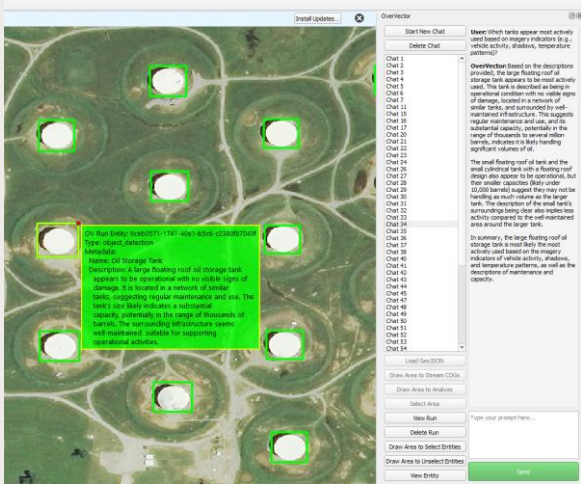 Install Updates...
OverVector
Start New Chat
Delete Chat
Chat 1
Chat 2
Chat 3
Chat 4
Chat 5
Chat 6
Chat 7
Chat 11
Chat 15
Chat 16
Chat 17
Chat 20
Chat 21
Chat 22
Chat 23
Chat 24
Chat 26
Chat 27
Chat 28
Chat 29
Chat 30
Chat 31
Chat 32
Chat 33
Chat 34
Chat 35
Chat 36
Chat 37
Chat 38
Chat 39
Chat 40
Chat 41
Chat 42
Chat 43
Chat 44
Chat 45
Chat 47
Chat 48
Chat 49
Chat 50
Chat 51
Chat 52
Chat 53
Chat 54
Load GeoJSON
Draw Area to Stream COGs
Draw Area to Analyze
Select Area
View Run
Delete Run
Draw Area to Select Entities
Draw Area to Unselect Entities
View Entity
User: Which tanks appear most actively
used based on imagery indicators (e.g.,
vehicle activity, shadows, temperature
patterns)?
OverVector: Based on the descriptions
provided, the large floating roof oil
storage tank appears to be most actively
used. This tank is described as being in
operational condition with no visible signs
of damage, located in a network of
similar tanks, and surrounded by well-
maintained infrastructure. This suggests
regular maintenance and use, and its
substantial capacity, potentially in the
range of thousands to several million
barrels, indicates it is likely handling
significant volumes of oil.
The small floating roof oil tank and the
small cylindrical tank with a floating roof
design also appear to be operational, but
their smaller capacities (likely under
10,000 barrels) suggest they may not be
handling as much volume as the larger
tank. The description of the small tank's
surroundings being clear also implies less
activity compared to the well-maintained
area around the larger tank.
In summary, the large floating roof oil
storage tank is most likely the most
actively used based on the imagery
indicators of vehicle activity, shadows,
and temperature patterns, as well as the
descriptions of maintenance and
capacity.
Type your prompt here...
Send
OV Run Entity:
Type: object_detection
Metadata:
Name: Oil Storage Tank
Description: A large floating roof oil storage tank
appears to be operational with no visible signs of
damage. It is located in a network of similar
tanks, suggesting regular maintenance and use. The
tank's size likely indicates a substantial
capacity, potentially in the range of thousands of
barrels. The surrounding infrastructure seems
well-maintained, suitable for supporting
operational activities.